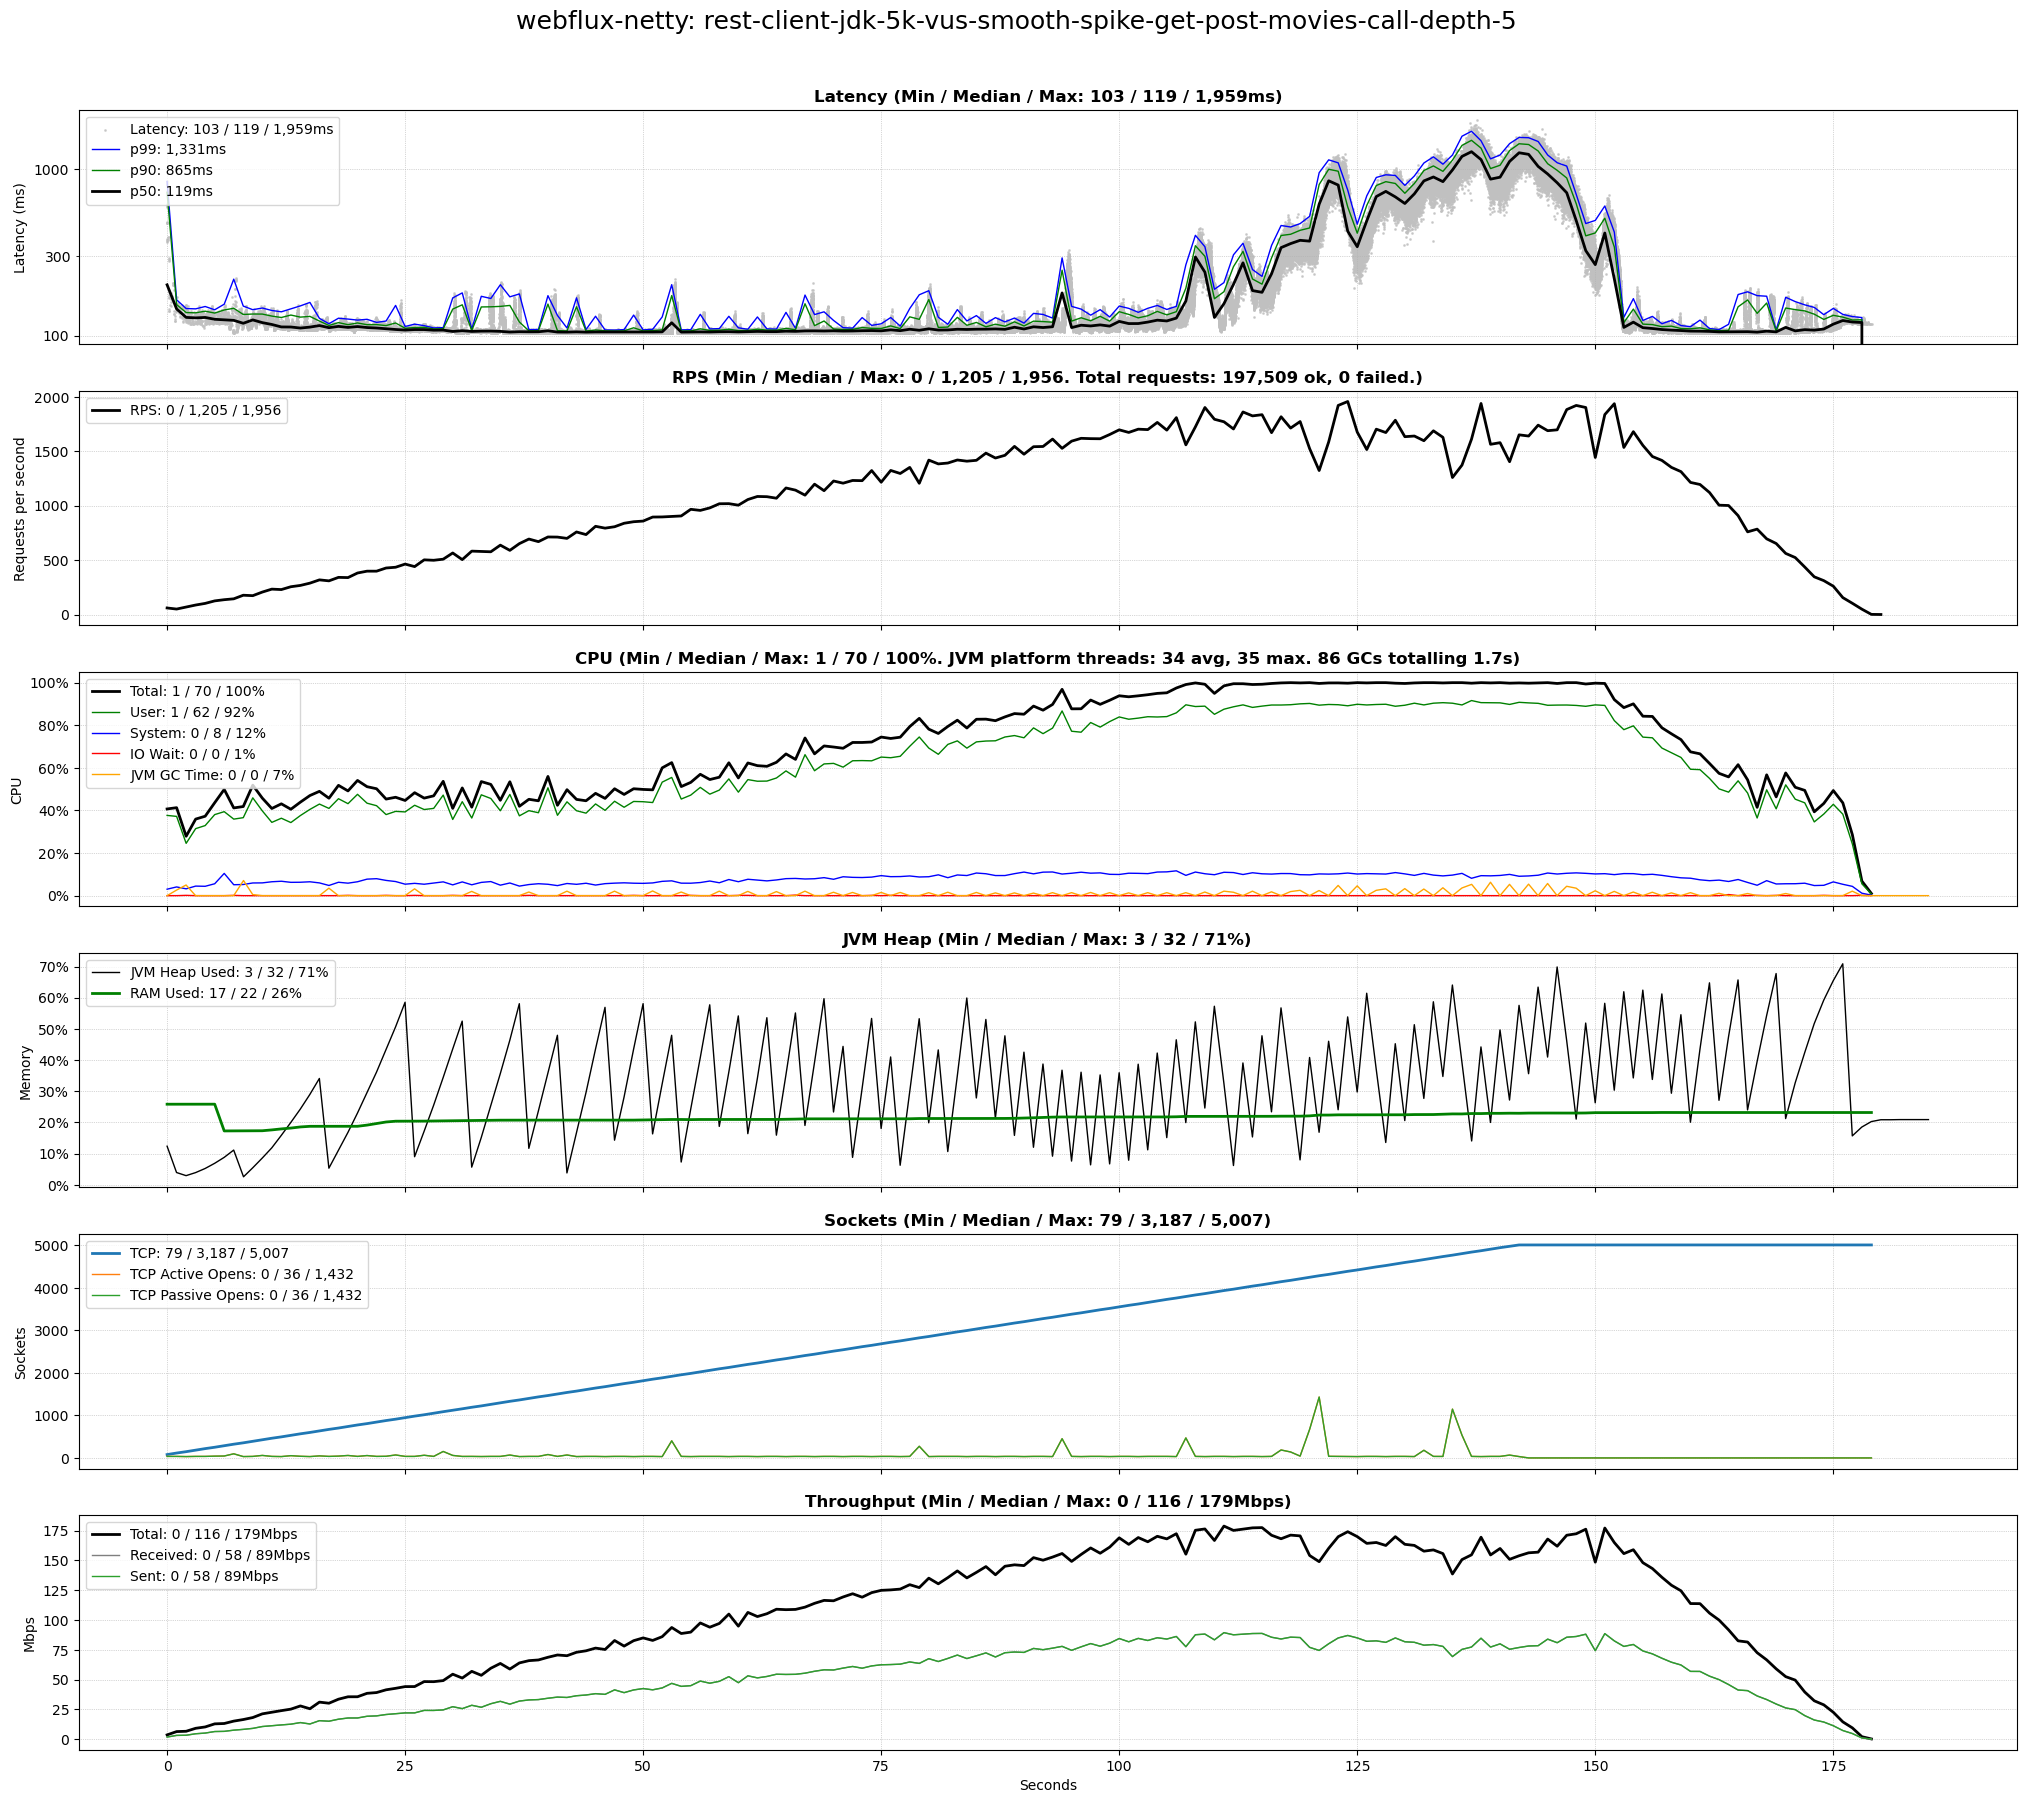 webflux-netty: rest-client-jdk-5k-vus-smooth-spike-get-post-movies-call-depth-5
Latency (Min / Median / Max: 103 / 119 / 1,959ms)
Latency: 103 / 119 / 1,959ms
p99: 1,331ms
p90: 865ms
p50: 119ms
Latency (ms)
1000
300
100
RPS (Min / Median / Max: 0 / 1,205 / 1,956. Total requests: 197,509 ok, 0 failed.)
RPS: 0 / 1,205 / 1,956
Requests per second
2000
1500
1000
500
0
CPU (Min / Median / Max: 1 / 70 / 100%. JVM platform threads: 34 avg, 35 max. 86 GCs totalling 1.7s)
Total: 1 / 70 / 100%
User: 1 / 62 / 92%
System: 0 / 8 / 12%
IO Wait: 0 / 0 / 1%
JVM GC Time: 0 / 0 / 7%
CPU
100%
80%
60%
40%
20%
0%
JVM Heap (Min / Median / Max: 3 / 32 / 71%)
JVM Heap Used: 3 / 32 / 71%
RAM Used: 17 / 22 / 26%
Memory
70%
60%
50%
40%
30%
20%
10%
0%
Sockets (Min / Median / Max: 79 / 3,187 / 5,007)
TCP: 79 / 3,187 / 5,007
TCP Active Opens: 0 / 36 / 1,432
TCP Passive Opens: 0 / 36 / 1,432
Sockets
5000
4000
3000
2000
1000
0
Throughput (Min / Median / Max: 0 / 116 / 179Mbps)
Total: 0 / 116 / 179Mbps
Received: 0 / 58 / 89Mbps
Sent: 0 / 58 / 89Mbps
Mbps
175
150
125
100
75
50
25
0
0 25 50 75 100 125 150 175
Seconds